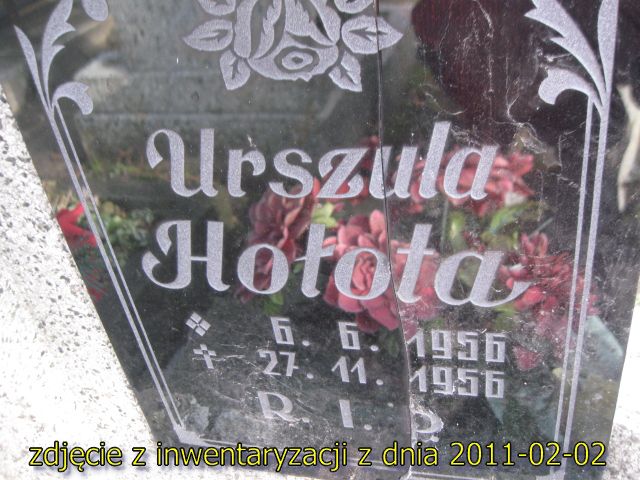 Urszula
Hołota
6. 6. 1956
27. 11. 1956
R. I. P.
zdjęcie z inwentaryzacji z dnia 2011-02-02